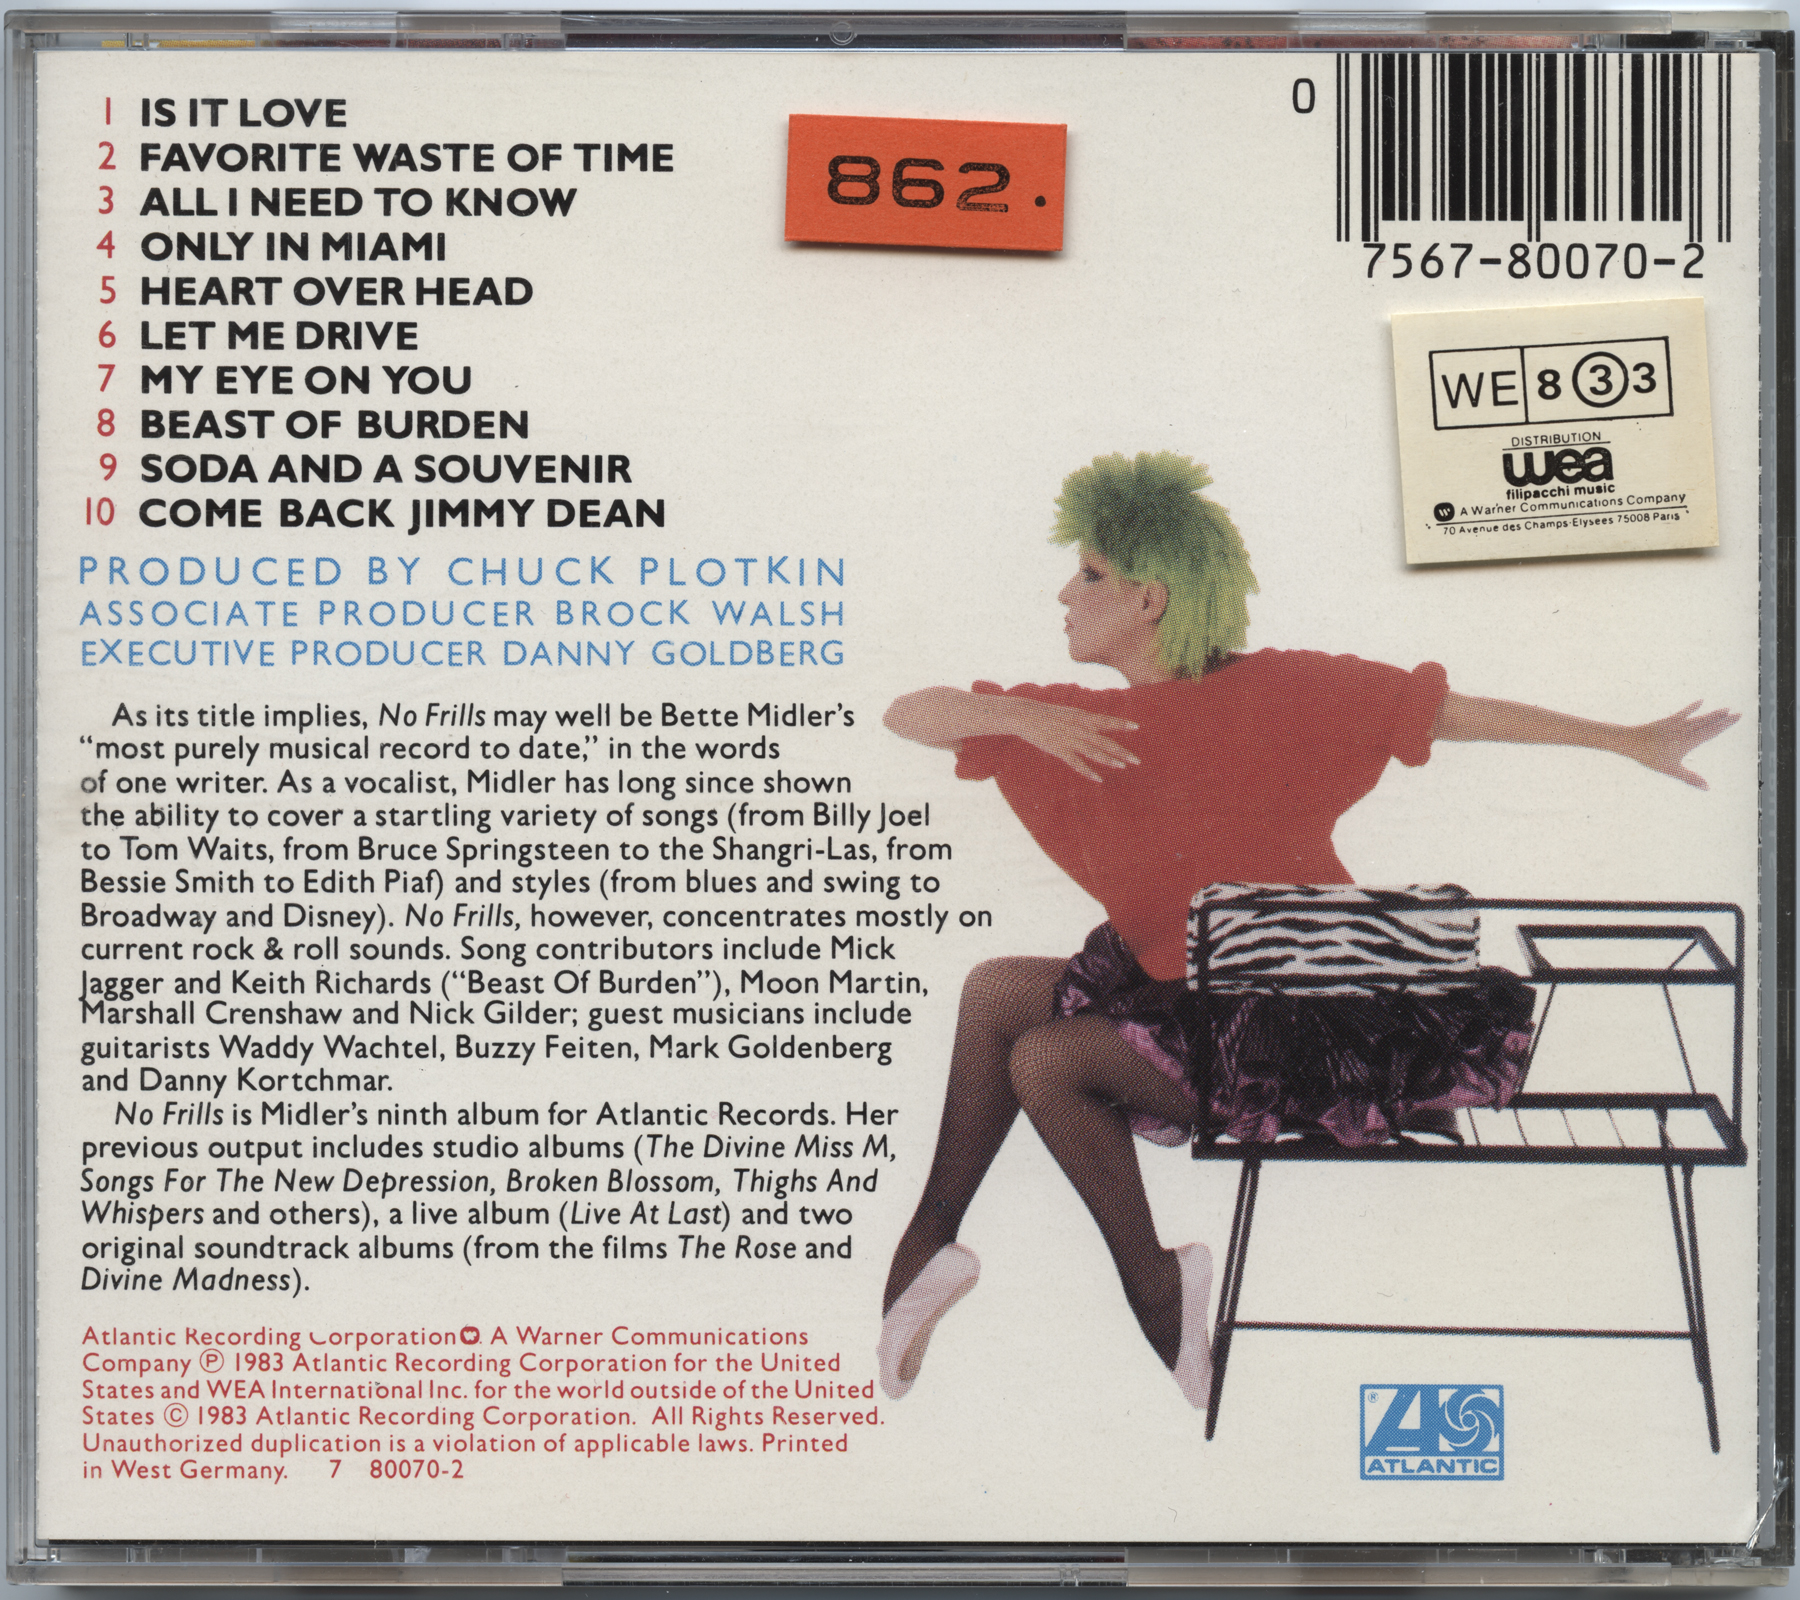 1 IS IT LOVE
2 FAVORITE WASTE OF TIME
3 ALL I NEED TO KNOW
4 ONLY IN MIAMI
5 HEART OVER HEAD
6 LET ME DRIVE
7 MY EYE ON YOU
8 BEAST OF BURDEN
9 SODA AND A SOUVENIR
10 COME BACK JIMMY DEAN
PRODUCED BY CHUCK PLOTKIN
ASSOCIATE PRODUCER BROCK WALSH
EXECUTIVE PRODUCER DANNY GOLDBERG
As its title implies, No Frills may well be Bette Midler's
“most purely musical record to date,” in the words
of one writer. As a vocalist, Midler has long since shown
the ability to cover a startling variety of songs (from Billy Joel
to Tom Waits, from Bruce Springsteen to the Shangri-Las, from
Bessie Smith to Edith Piaf) and styles (from blues and swing to
Broadway and Disney). No Frills, however, concentrates mostly on
current rock & roll sounds. Song contributors include Mick
Jagger and Keith Richards (“Beast Of Burden”), Moon Martin,
Marshall Crenshaw and Nick Gilder; guest musicians include
guitarists Waddy Wachtel, Buzzy Feiten, Mark Goldenberg
and Danny Kortchmar.
No Frills is Midler's ninth album for Atlantic Records. Her
previous output includes studio albums (The Divine Miss M,
Songs For The New Depression, Broken Blossom, Thighs And
Whispers and others), a live album (Live At Last) and two
original soundtrack albums (from the films The Rose and
Divine Madness).
Atlantic Recording Corporation W A Warner Communications
Company ℗ 1983 Atlantic Recording Corporation for the United
States and WEA International Inc. for the world outside of the United
States © 1983 Atlantic Recording Corporation. All Rights Reserved.
Unauthorized duplication is a violation of applicable laws. Printed
in West Germany. 7 80070-2
862.
0
7567-80070-2
WE 8 3 3
DISTRIBUTION
wea
filipacchi music
W A Warner Communications Company
70 Avenue des Champs-Elysees 75008 Paris
®
ATLANTIC